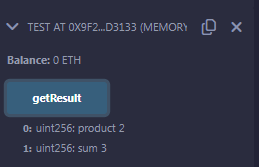 TEST AT 0X9F2...D3133 (MEMORY
Balance: 0 ETH
getResult
0: uint256: product 2
1: uint256: sum 3